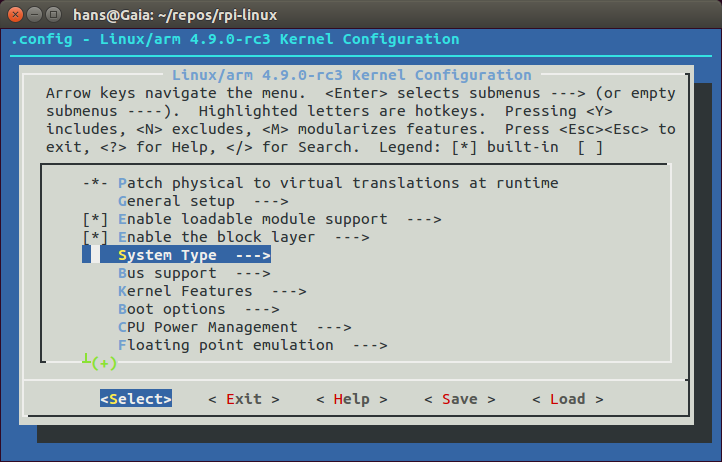 hans@Gaia: ~/repos/rpi-linux
.config - Linux/arm 4.9.0-rc3 Kernel Configuration
Linux/arm 4.9.0-rc3 Kernel Configuration
Arrow keys navigate the menu.  <Enter> selects submenus ---> (or empty
submenus ----).  Highlighted letters are hotkeys.  Pressing <Y>
includes, <N> excludes, <M> modularizes features.  Press <Esc><Esc> to
exit, <?> for Help, </> for Search.  Legend: [*] built-in  [ ]
-*- Patch physical to virtual translations at runtime
General setup  --->
[*] Enable loadable module support  --->
[*] Enable the block layer  --->
System Type  --->
Bus support  --->
Kernel Features  --->
Boot options  --->
CPU Power Management  --->
Floating point emulation  --->
┴(+)
<Select>    < Exit >    < Help >    < Save >    < Load >